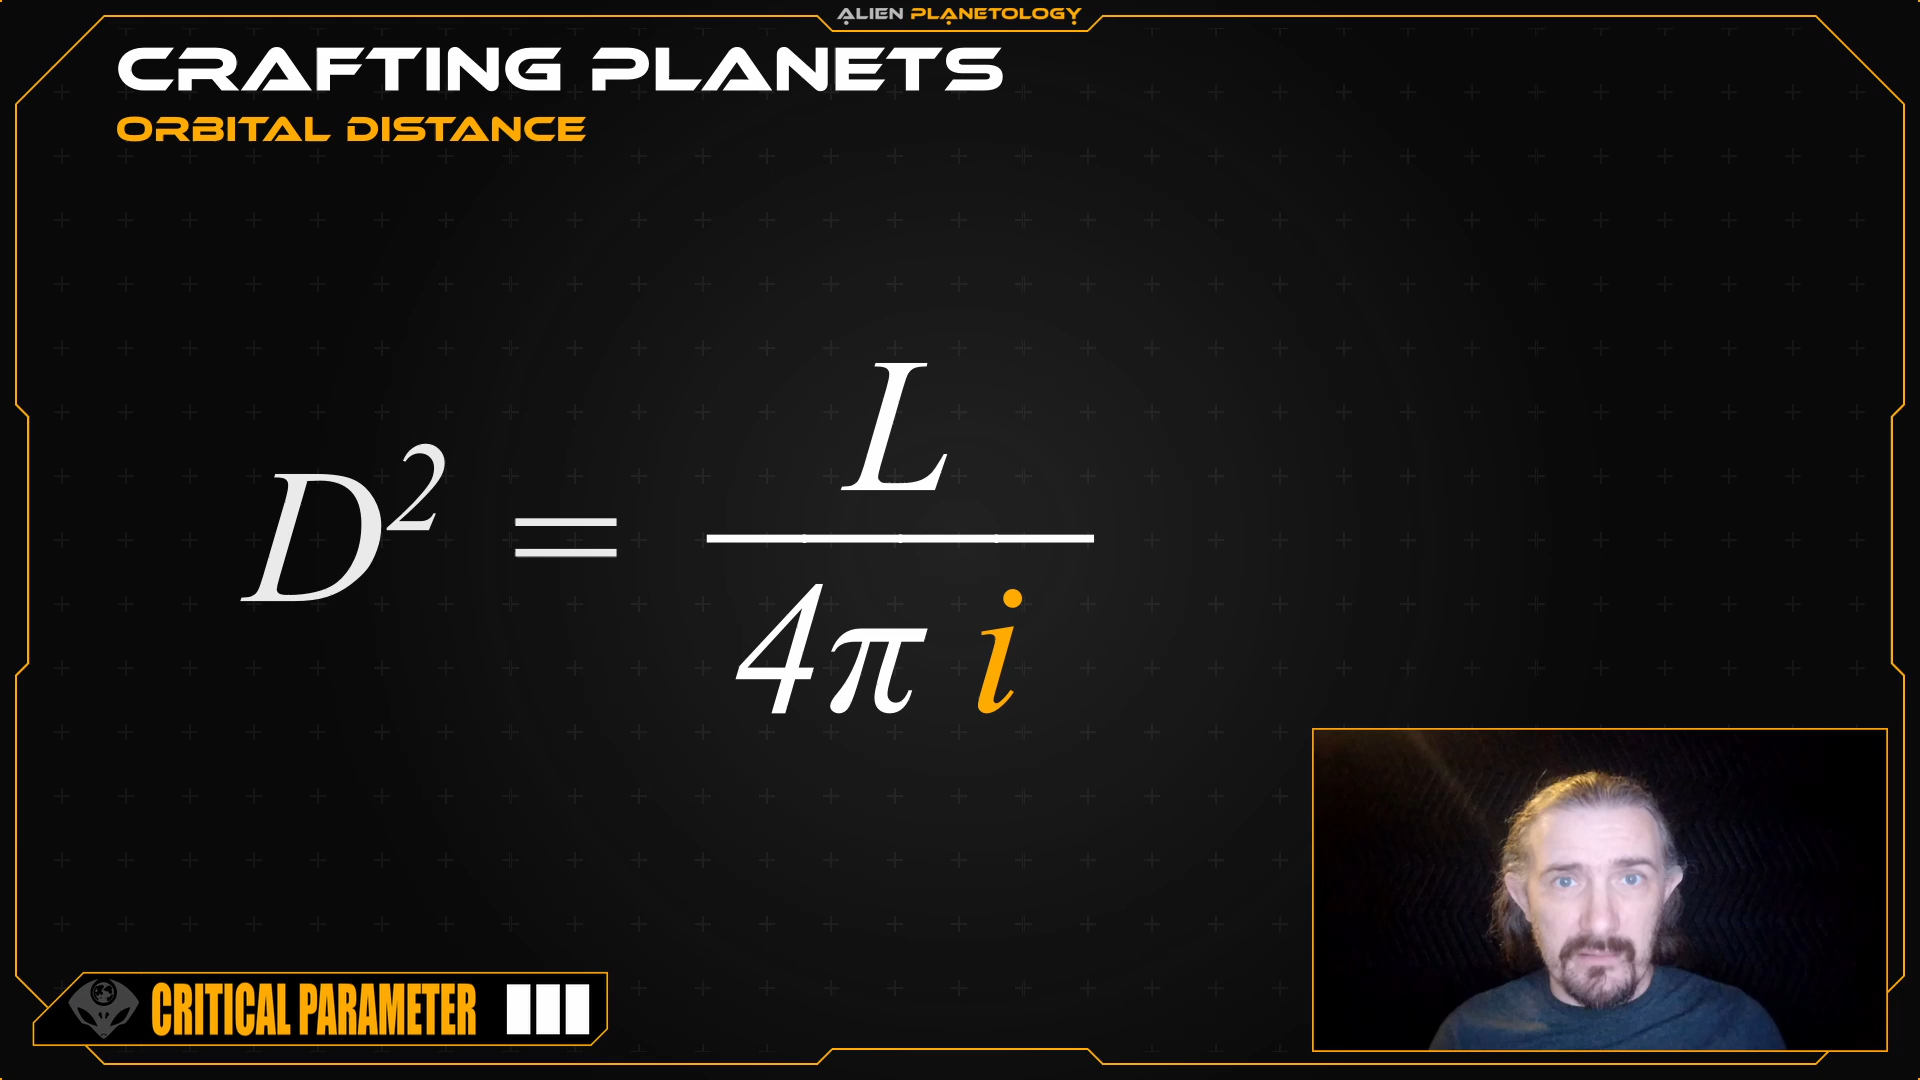 ALIEN PLANETOLOGY
CRAFTING PLANETS
ORBITAL DISTANCE
D² = L / 4π i
CRITICAL PARAMETER